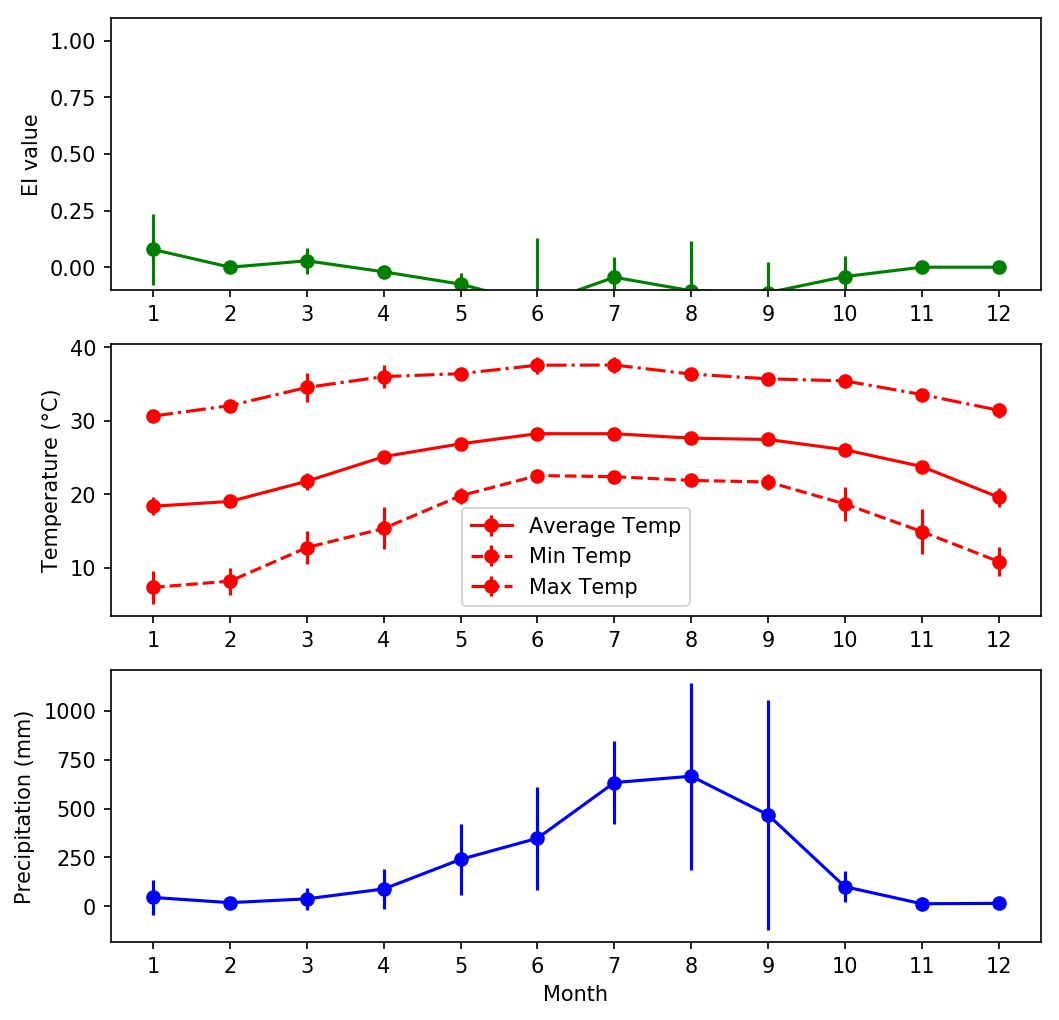 EI value
1.00
0.75
0.50
0.25
0.00
1 2 3 4 5 6 7 8 9 10 11 12
Temperature (°C)
40
30
20
10
Average Temp
Min Temp
Max Temp
1 2 3 4 5 6 7 8 9 10 11 12
Precipitation (mm)
1000
750
500
250
0
1 2 3 4 5 6 7 8 9 10 11 12
Month